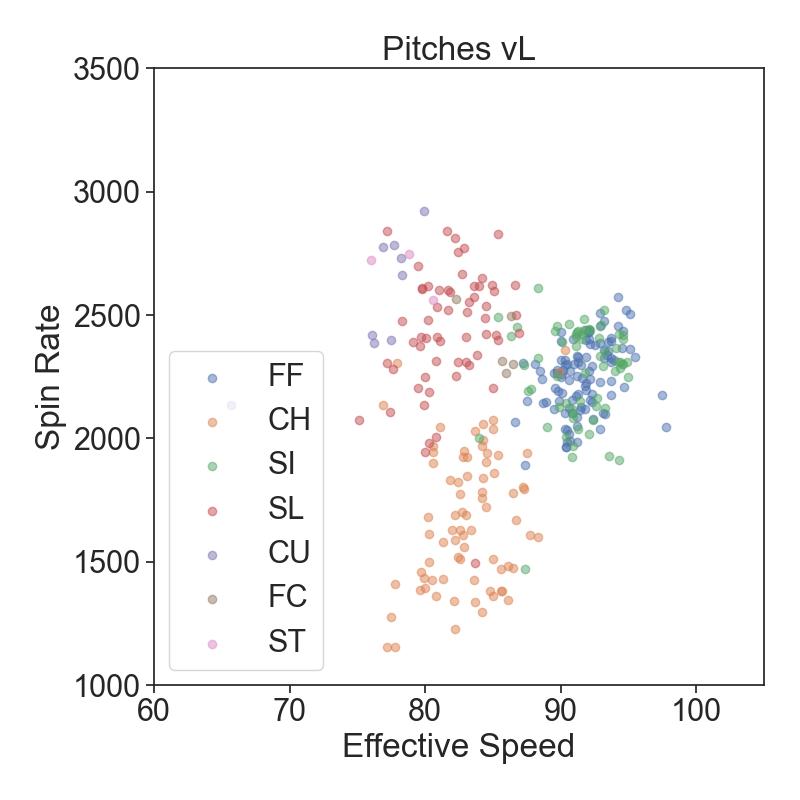 Pitches vL
3500
3000
2500
2000
1500
1000
Spin Rate
FF
CH
SI
SL
CU
FC
ST
60 70 80 90 100
Effective Speed